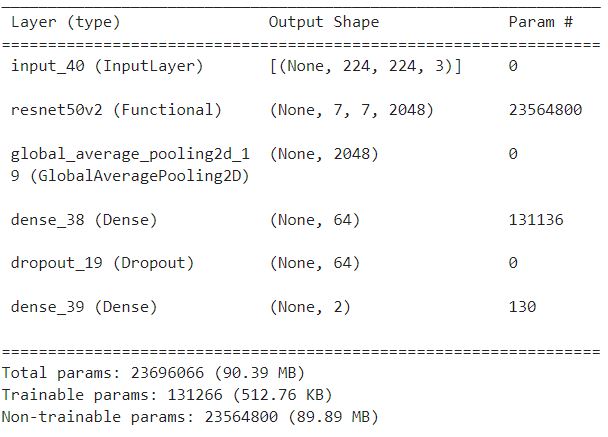 Layer (type) Output Shape Param #
input_40 (InputLayer) [(None, 224, 224, 3)] 0
resnet50v2 (Functional) (None, 7, 7, 2048) 23564800
global_average_pooling2d_1 (None, 2048) 0
9 (GlobalAveragePooling2D)
dense_38 (Dense) (None, 64) 131136
dropout_19 (Dropout) (None, 64) 0
dense_39 (Dense) (None, 2) 130
Total params: 23696066 (90.39 MB)
Trainable params: 131266 (512.76 KB)
Non-trainable params: 23564800 (89.89 MB)